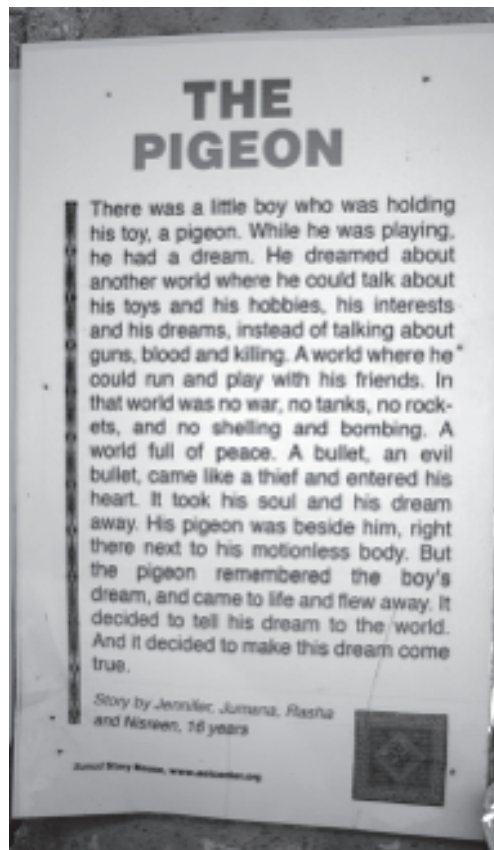 THE
PIGEON
There was a little boy who was holding
his toy, a pigeon. While he was playing,
he had a dream. He dreamed about
another world where he could talk about
his toys and his hobbies, his interests
and his dreams, instead of talking about
guns, blood and killing. A world where he
could run and play with his friends. In
that world was no war, no tanks, no rock-
ets, and no shelling and bombing. A
world full of peace. A bullet, an evil
bullet, came like a thief and entered his
heart. It took his soul and his dream
away. His pigeon was beside him, right
there next to his motionless body. But
the pigeon remembered the boy's
dream, and came to life and flew away. It
decided to tell his dream to the world.
And it decided to make this dream come
true.
Story by Jennifer, Jumana, Rasha
and Nisreen, 16 years
Story House, www.aeicenter.org